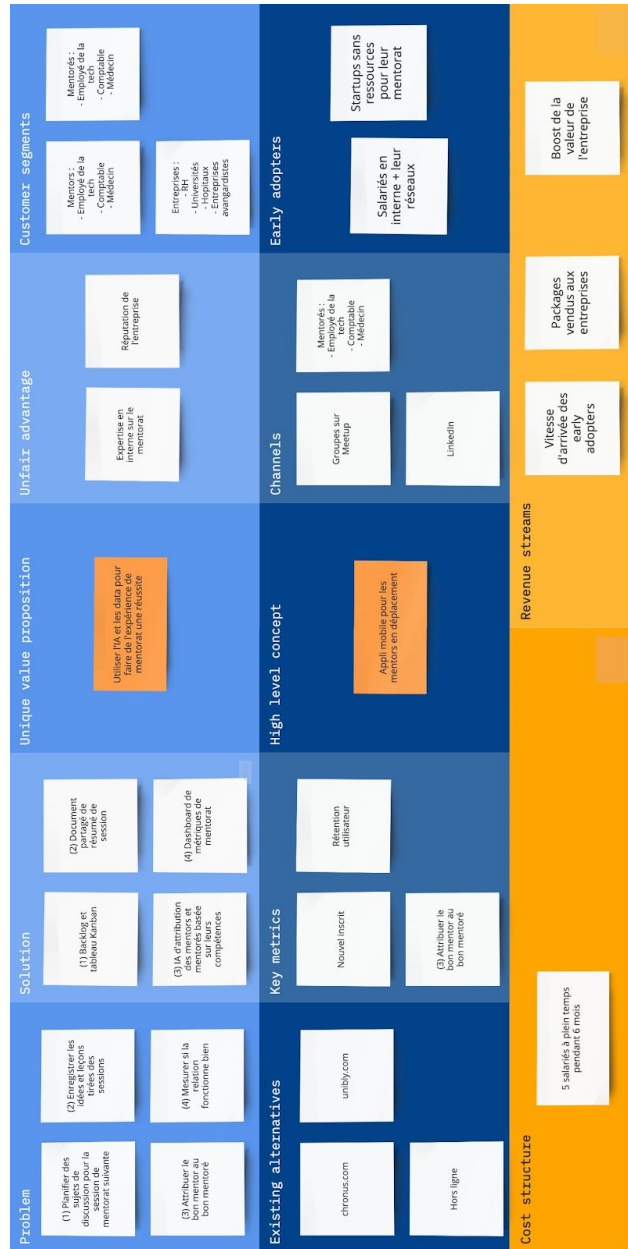 Problem
(1) Planifier des
sujets de
discussion pour la
session de
mentorat suivante
(2) Enregistrer les
idées et leçons
tirées des
sessions
(3) Attribuer le
bon mentor au
bon mentoré
(4) Mesurer si la
relation
fonctionne bien
Solution
(1) Backlog et
tableau Kanban
(2) Document
partagé de
résumé de
session
(3) IA d'attribution
des mentors et
mentorés basée
sur leurs
compétences
(4) Dashboard de
métriques de
mentorat
Unique value proposition
Utiliser l'IA et les data pour
faire de l'expérience de
mentorat une réussite
Unfair advantage
Expertise en
interne sur le
mentorat
Réputation de
l'entreprise
Customer segments
Mentors :
- Employé de la
tech
- Comptable
- Médecin
Mentorés :
- Employé de la
tech
- Comptable
- Médecin
Entreprises :
- RH
- Universités
- Hopitaux
- Entreprises
avangardistes
Existing alternatives
chronus.com
unibly.com
Hors ligne
Key metrics
Nouvel inscrit
Rétention
utilisateur
(3) Attribuer le
bon mentor au
bon mentoré
High level concept
Appli mobile pour les
mentors en déplacement
Channels
Groupes sur
Meetup
Mentorés :
- Employé de la
tech
- Comptable
- Médecin
LinkedIn
Early adopters
Salariés en
interne + leur
réseaux
Startups sans
ressources
pour leur
mentorat
Cost structure
5 salariés à plein temps
pendant 6 mois
Revenue streams
Vitesse
d'arrivée des
early
adopters
Packages
vendus aux
entreprises
Boost de la
valeur de
l'entreprise